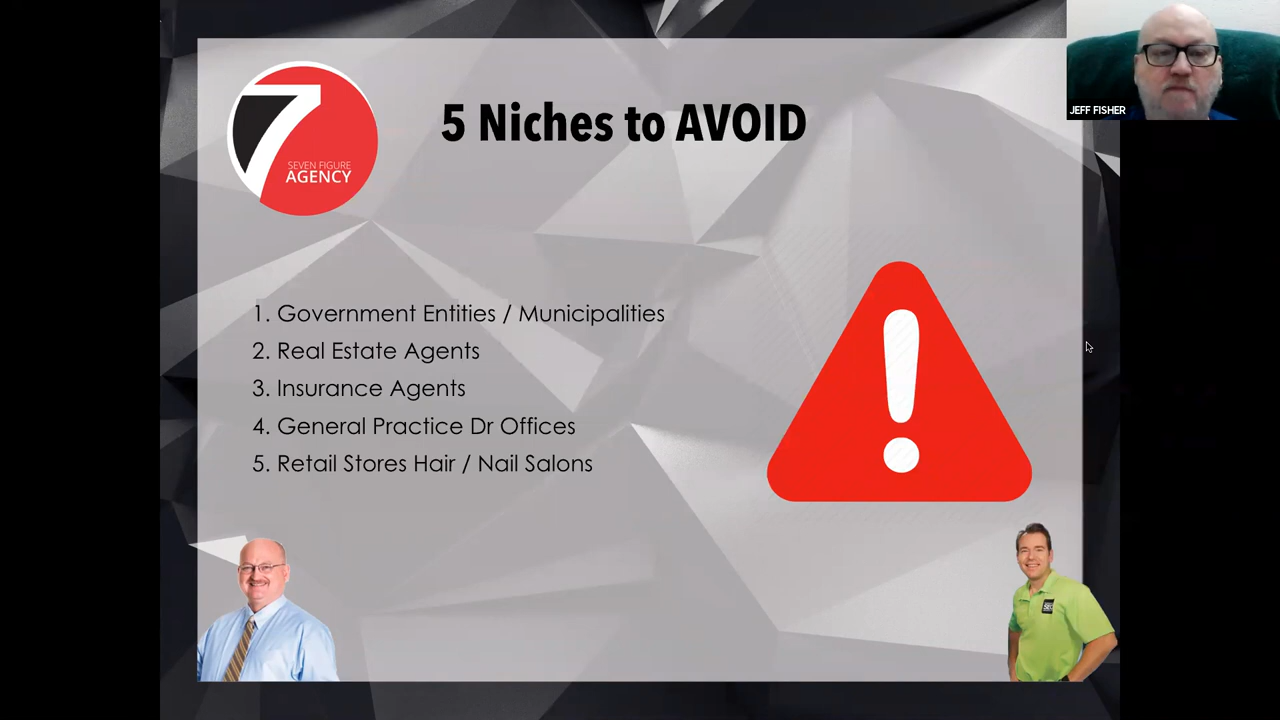 5 Niches to AVOID
7
SEVEN FIGURE
AGENCY
JEFF FISHER
1. Government Entities / Municipalities
2. Real Estate Agents
3. Insurance Agents
4. General Practice Dr Offices
5. Retail Stores Hair / Nail Salons
!